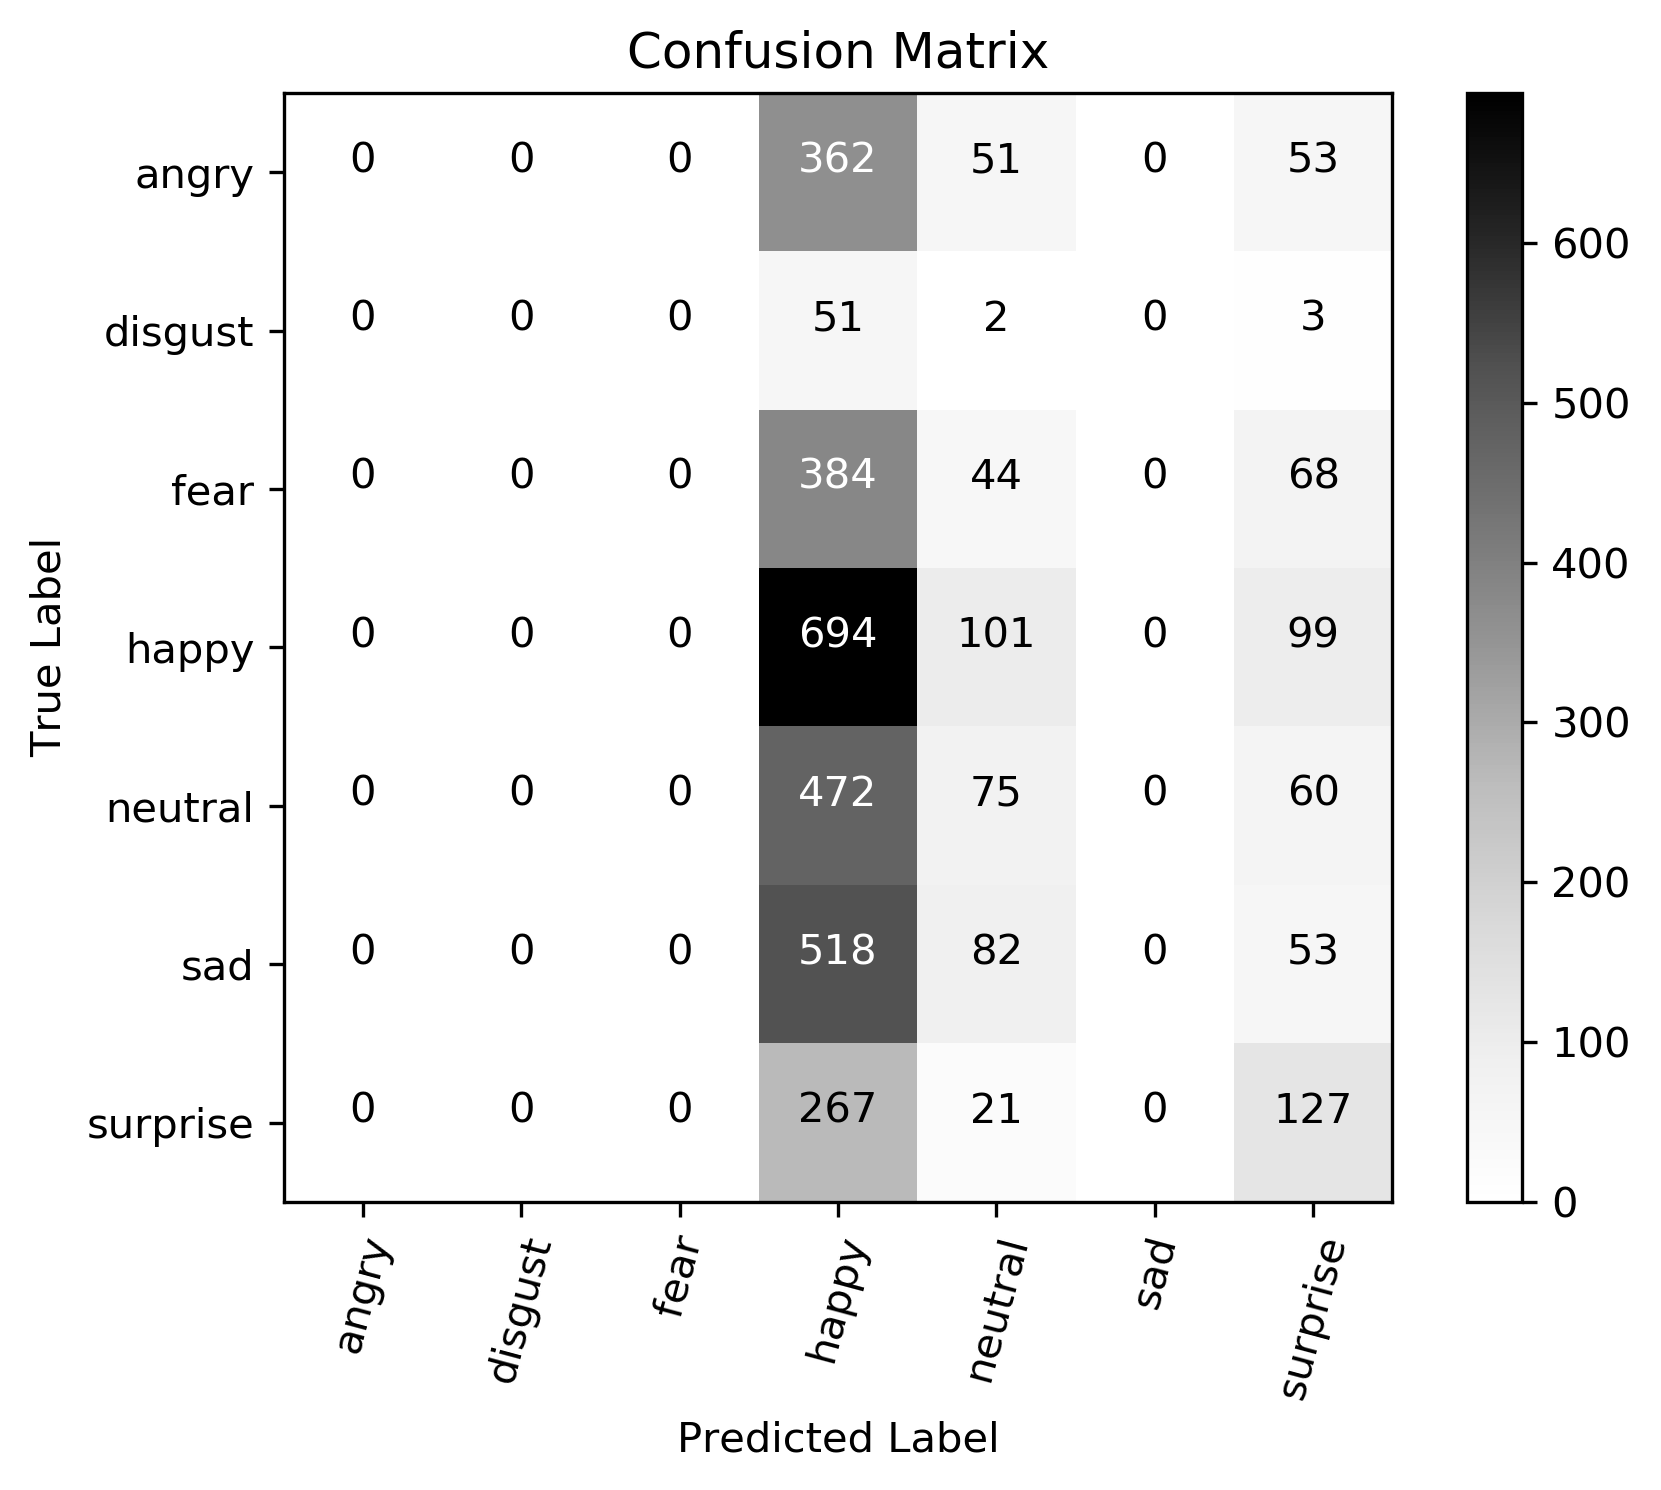 Confusion Matrix
angry 0 0 0 362 51 0 53
disgust 0 0 0 51 2 0 3
fear 0 0 0 384 44 0 68
happy 0 0 0 694 101 0 99
neutral 0 0 0 472 75 0 60
sad 0 0 0 518 82 0 53
surprise 0 0 0 267 21 0 127
True Label
angry disgust fear happy neutral sad surprise
Predicted Label
600
500
400
300
200
100
0